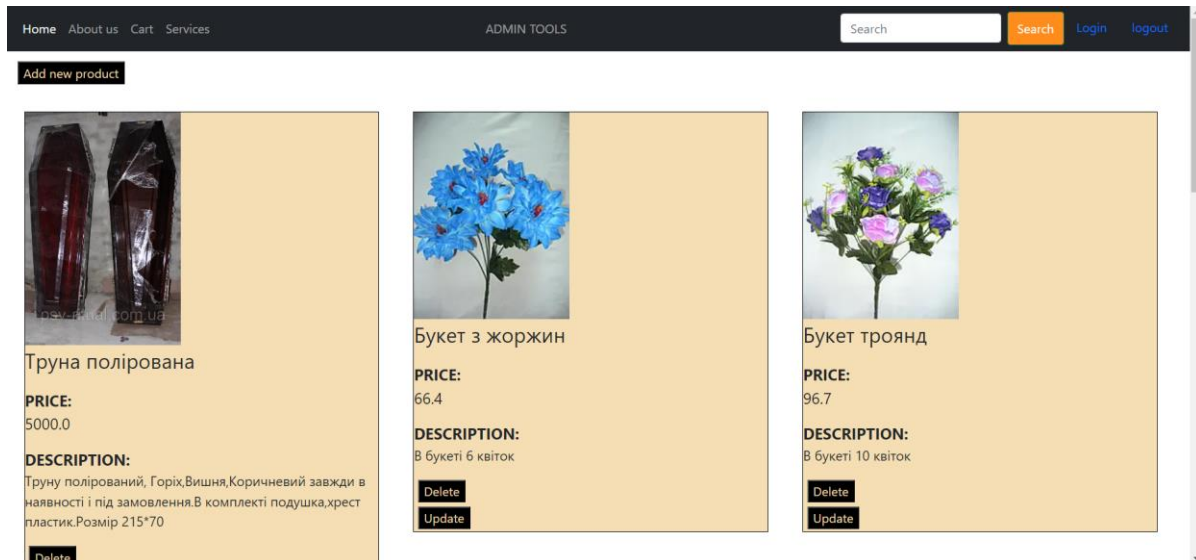 Home About us Cart Services ADMIN TOOLS Search Search Login logout
Add new product
Труна полірована
PRICE:
5000.0
DESCRIPTION:
Труну полірований, Горіх,Вишня,Коричневий завжди в
наявності і під замовлення.В комплекті подушка,хрест
пластик.Розмір 215*70
Delete
Букет з жоржин
PRICE:
66.4
DESCRIPTION:
В букеті 6 квіток
Delete
Update
Букет троянд
PRICE:
96.7
DESCRIPTION:
В букеті 10 квіток
Delete
Update